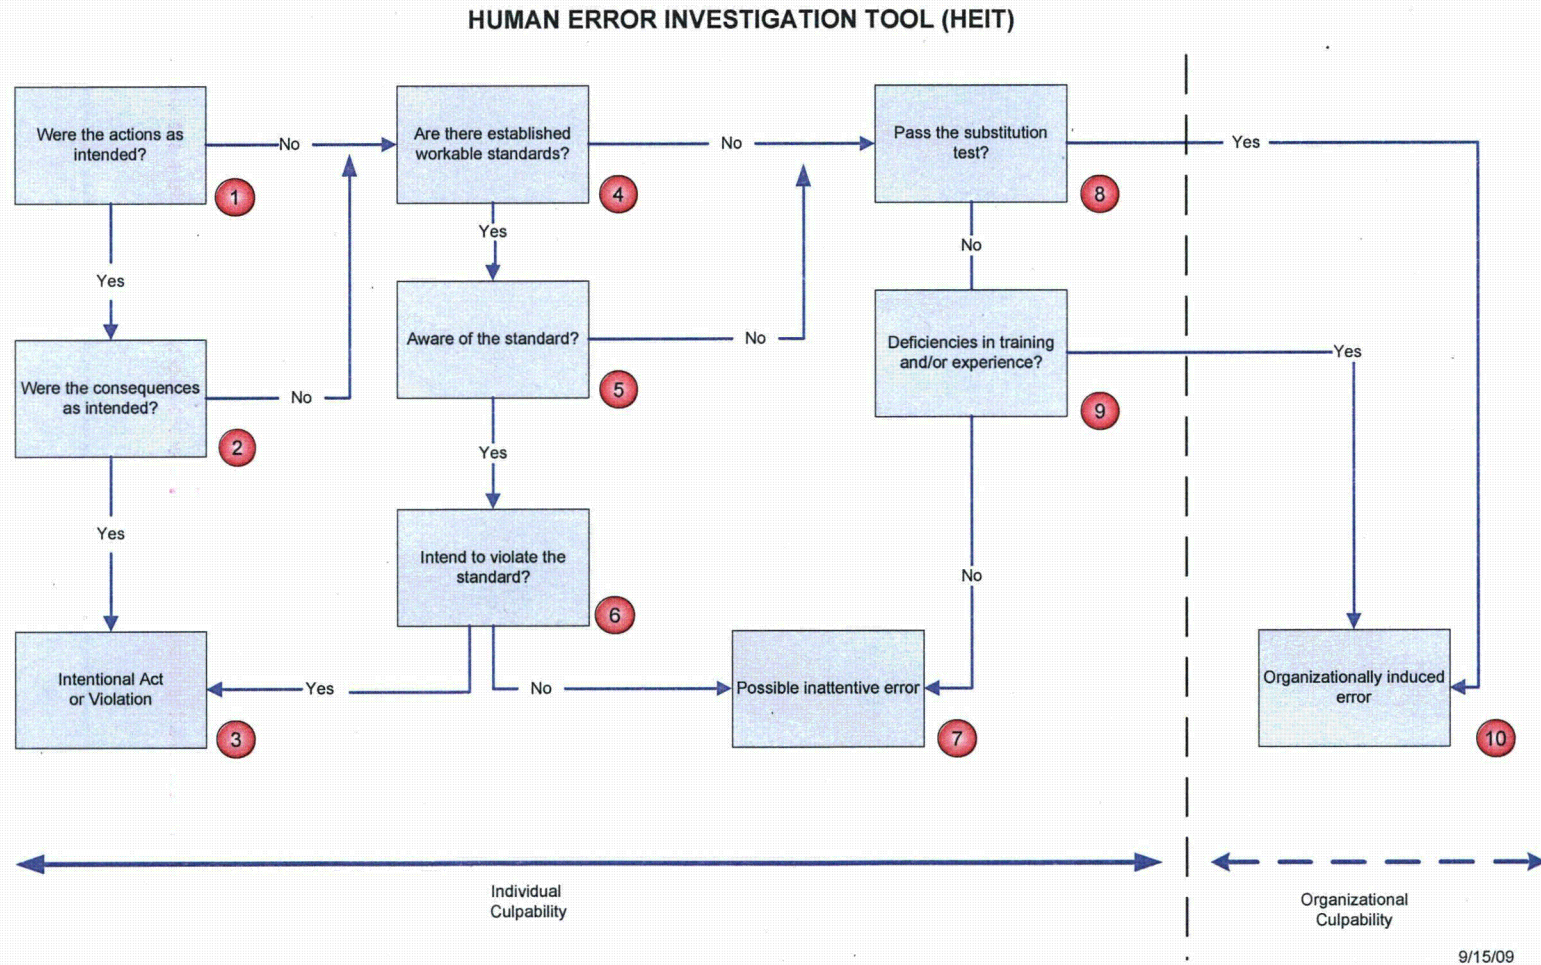 HUMAN ERROR INVESTIGATION TOOL (HEIT)
Were the actions as
intended?
No
1
Yes
Were the consequences
as intended?
No
2
Yes
Intentional Act
or Violation
3
Are there established
workable standards?
No
4
Yes
Aware of the standard?
No
5
Yes
Intend to violate the
standard?
6
Yes
No
Possible inattentive error
7
Pass the substitution
test?
Yes
8
No
Deficiencies in training
and/or experience?
Yes
9
No
Organizationally induced
error
10
Individual
Culpability
Organizational
Culpability
9/15/09